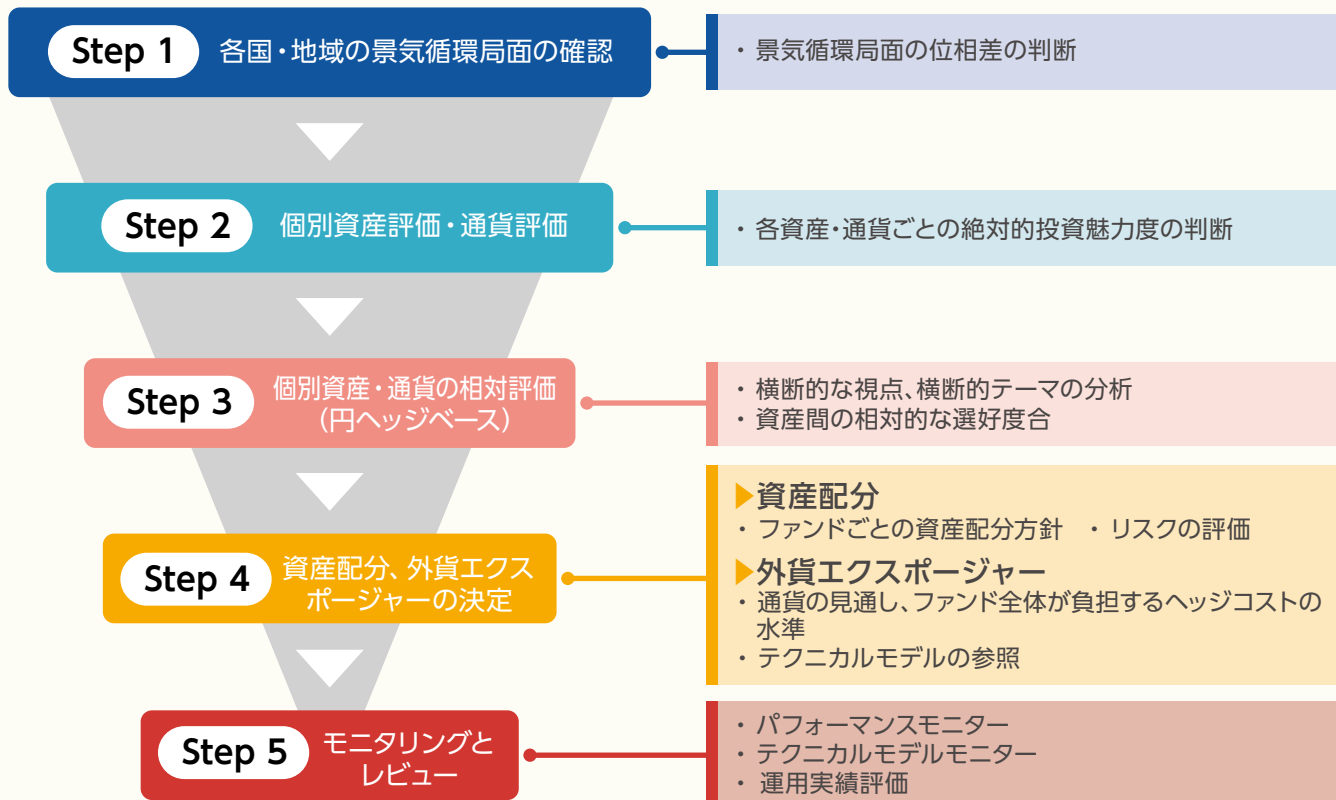 Step 1 各国・地域の景気循環局面の確認
・ 景気循環局面の位相差の判断
Step 2 個別資産評価・通貨評価
・ 各資産・通貨ごとの絶対的投資魅力度の判断
Step 3 個別資産・通貨の相対評価
(円ヘッジベース)
・ 横断的な視点、横断的テーマの分析
・ 資産間の相対的な選好度合
Step 4 資産配分、外貨エクス
ポージャーの決定
▶資産配分
・ ファンドごとの資産配分方針 ・ リスクの評価
▶外貨エクスポージャー
・ 通貨の見通し、ファンド全体が負担するヘッジコストの
水準
・ テクニカルモデルの参照
Step 5 モニタリングと
レビュー
・ パフォーマンスモニター
・ テクニカルモデルモニター
・ 運用実績評価